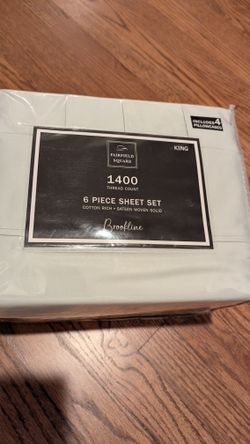 INCLUDES 4
PILLOWCASES
FAIRFIELD
SQUARE
KING
1400
THREAD COUNT
6 PIECE SHEET SET
COTTON RICH • SATEEN WOVEN SOLID
Brookline